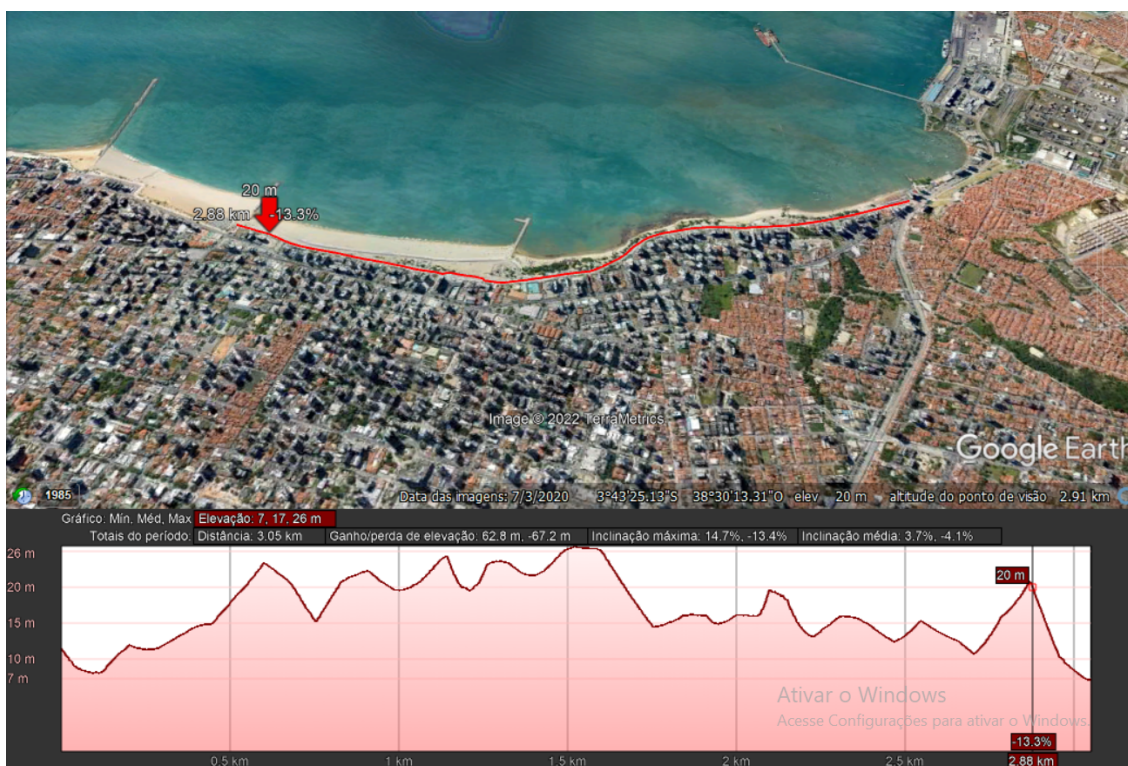 20 m
2.88 km -13.3%
Image © 2022 TerraMetrics
Google Earth
1985
Data das imagens: 7/3/2020 3°43'25.13"S 38°30'13.31"O elev 20 m altitude do ponto de visão 2.91 km
Gráfico: Mín. Méd, Max Elevação: 7, 17. 26 m
Totais do período: Distância: 3.05 km Ganho/perda de elevação: 62.8 m, -67.2 m Inclinação máxima: 14.7%, -13.4% Inclinação média: 3.7%, -4.1%
26 m
20 m
20 m
15 m
10 m
7 m
Ativar o Windows
Acesse Configurações para ativar o Windows.
-13.3%
0.5 km 1 km 1.5 km 2 km 2.5 km 2.88 km